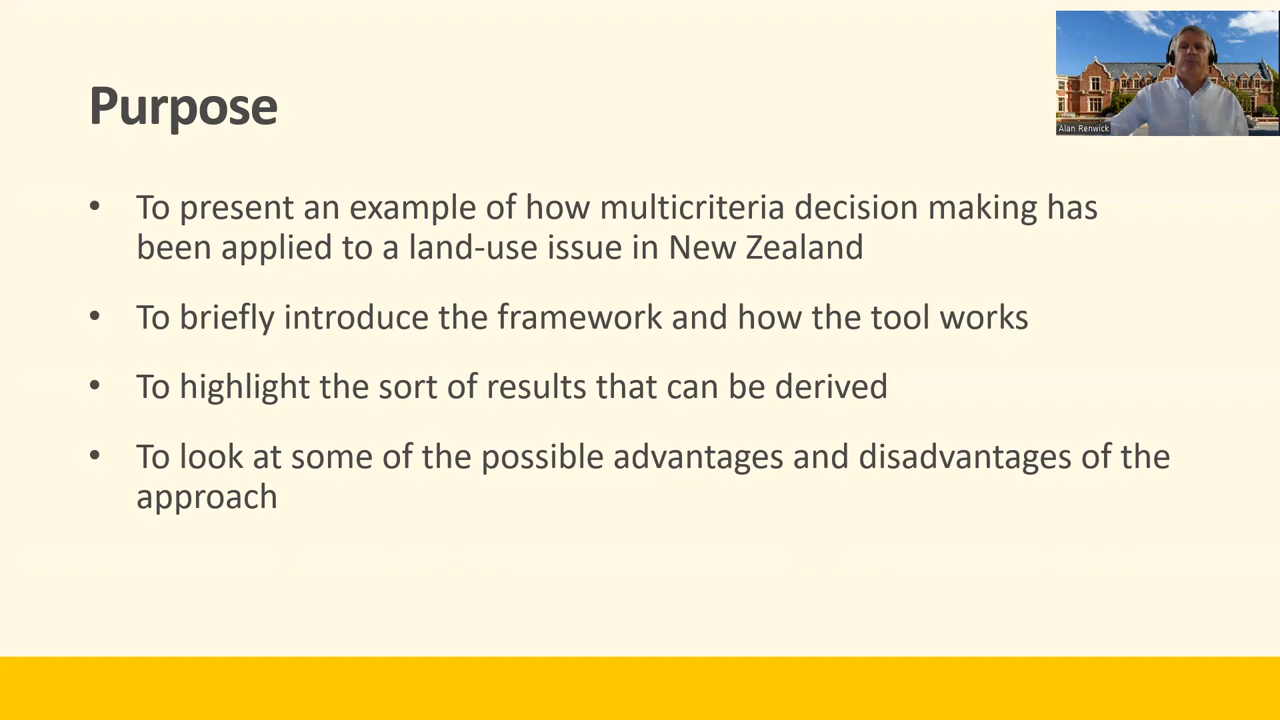 Purpose
Alan Renwick
• To present an example of how multicriteria decision making has
been applied to a land-use issue in New Zealand
• To briefly introduce the framework and how the tool works
• To highlight the sort of results that can be derived
• To look at some of the possible advantages and disadvantages of the
approach